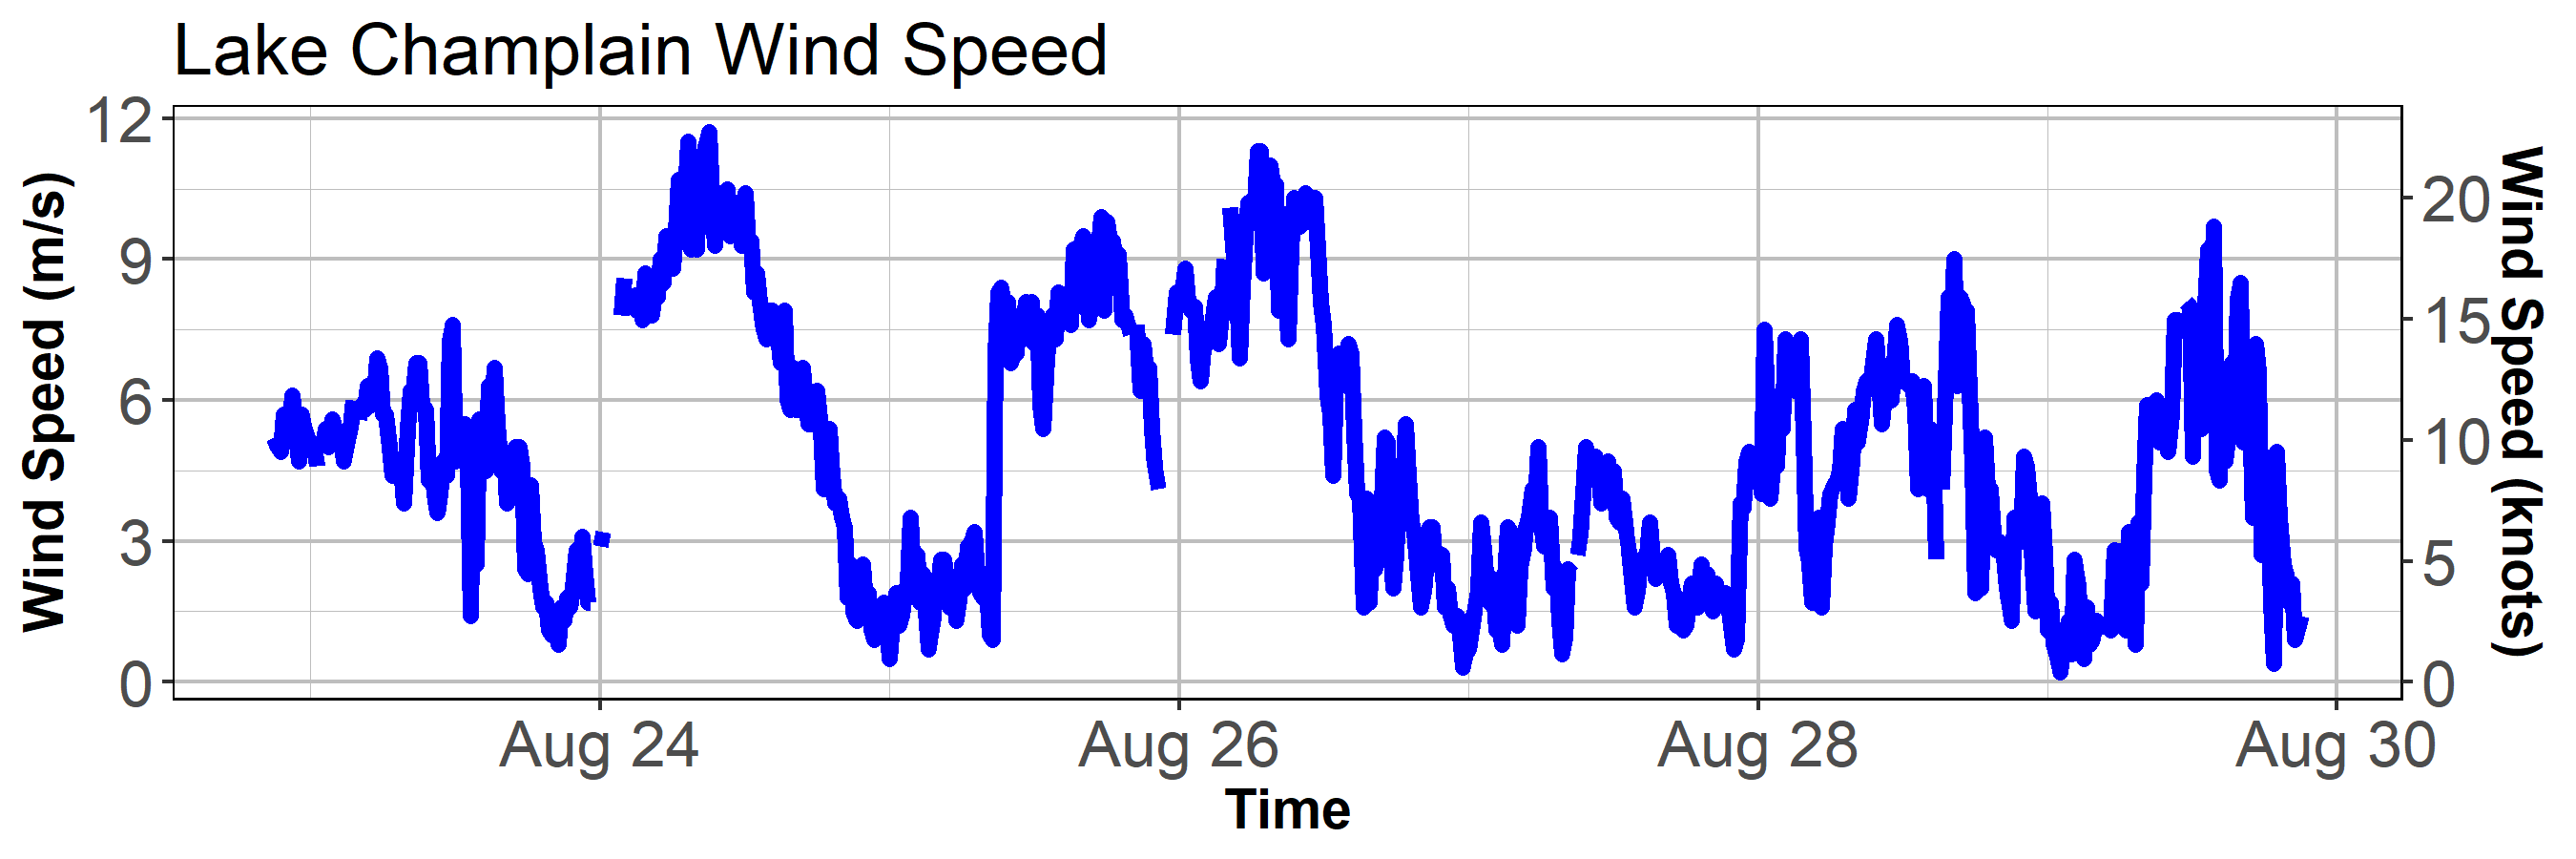 Lake Champlain Wind Speed
Wind Speed (m/s)
12
9
6
3
0
20
15
10
5
0
Wind Speed (knots)
Aug 24
Aug 26
Aug 28
Aug 30
Time